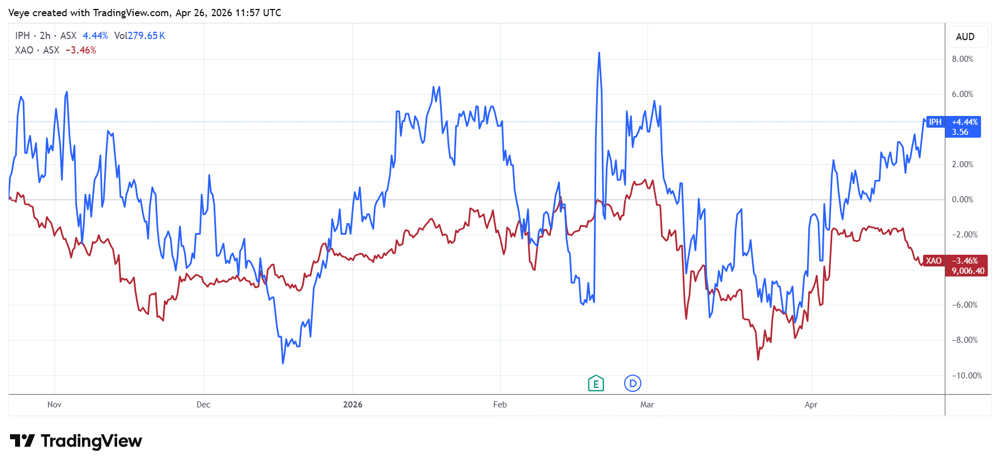 Veye created with TradingView.com, Apr 26, 2026 11:57 UTC
IPH · 2h · ASX 4.44% Vol279.65K
XAO · ASX −3.46%
AUD
8.00%
6.00%
IPH +4.44%
3.56
2.00%
0.00%
−2.00%
XAO −3.46%
9,006.40
−6.00%
−8.00%
−10.00%
E D
Nov Dec 2026 Feb Mar Apr
TradingView